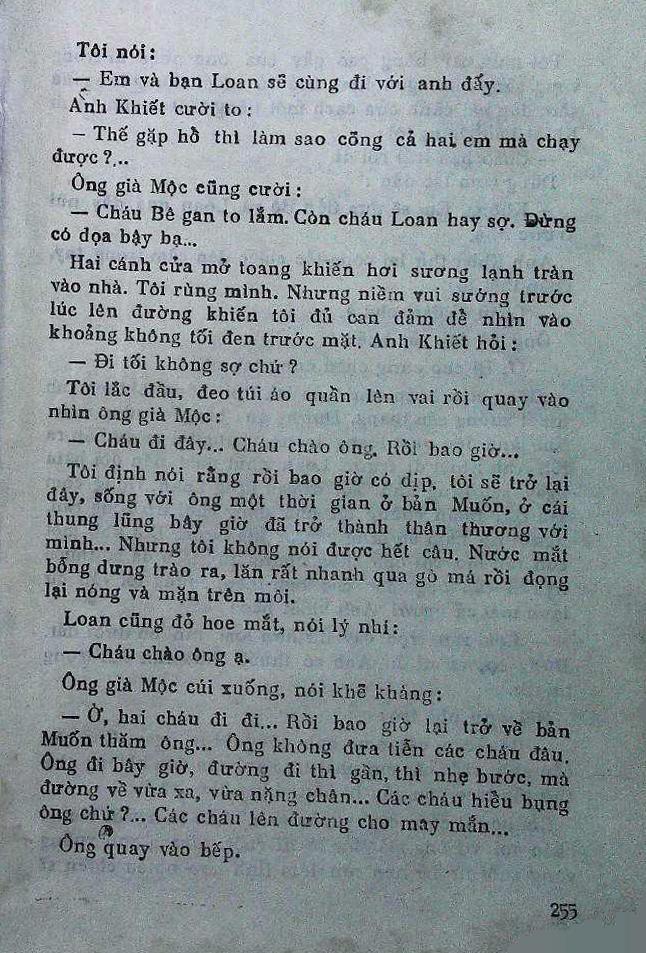 Tôi nói:
— Em và bạn Loan sẽ cùng đi với anh đấy.
Anh Khiết cười to:
— Thế gặp hổ thì làm sao cõng cả hai em mà chạy
được?...
Ông già Mộc cũng cười:
— Cháu Bê gan to lắm. Còn cháu Loan hay sợ. Đừng
có dọa bậy bạ...
Hai cánh cửa mở toang khiến hơi sương lạnh tràn
vào nhà. Tôi rùng mình. Nhưng niềm vui sướng trước
lúc lên đường khiến tôi đủ can đảm để nhìn vào
khoảng không tối đen trước mặt. Anh Khiết hỏi:
— Đi tối không sợ chứ?
Tôi lắc đầu, đeo túi áo quần lên vai rồi quay vào
nhìn ông già Mộc:
— Cháu đi đây... Cháu chào ông. Rồi bao giờ...
Tôi định nói rằng rồi bao giờ có dịp, tôi sẽ trở lại
đây, sống với ông một thời gian ở bản Muốn, ở cái
thung lũng bây giờ đã trở thành thân thương với
mình... Nhưng tôi không nói được hết câu. Nước mắt
bỗng dưng trào ra, lăn rất nhanh qua gò má rồi đọng
lại nóng và mặn trên môi.
Loan cũng đỏ hoe mắt, nói lý nhí:
— Cháu chào ông ạ.
Ông già Mộc cúi xuống, nói khẽ khàng:
— Ờ, hai cháu đi đi... Rồi bao giờ lại trở về bản
Muốn thăm ông... Ông không đưa tiễn các cháu đâu.
Ông đi bây giờ, đường đi thì gần, thì nhẹ bước, mà
đường về vừa xa, vừa nặng chân... Các cháu hiểu bụng
ông chứ?... Các cháu lên đường cho may mắn...
Ông quay vào bếp.
255